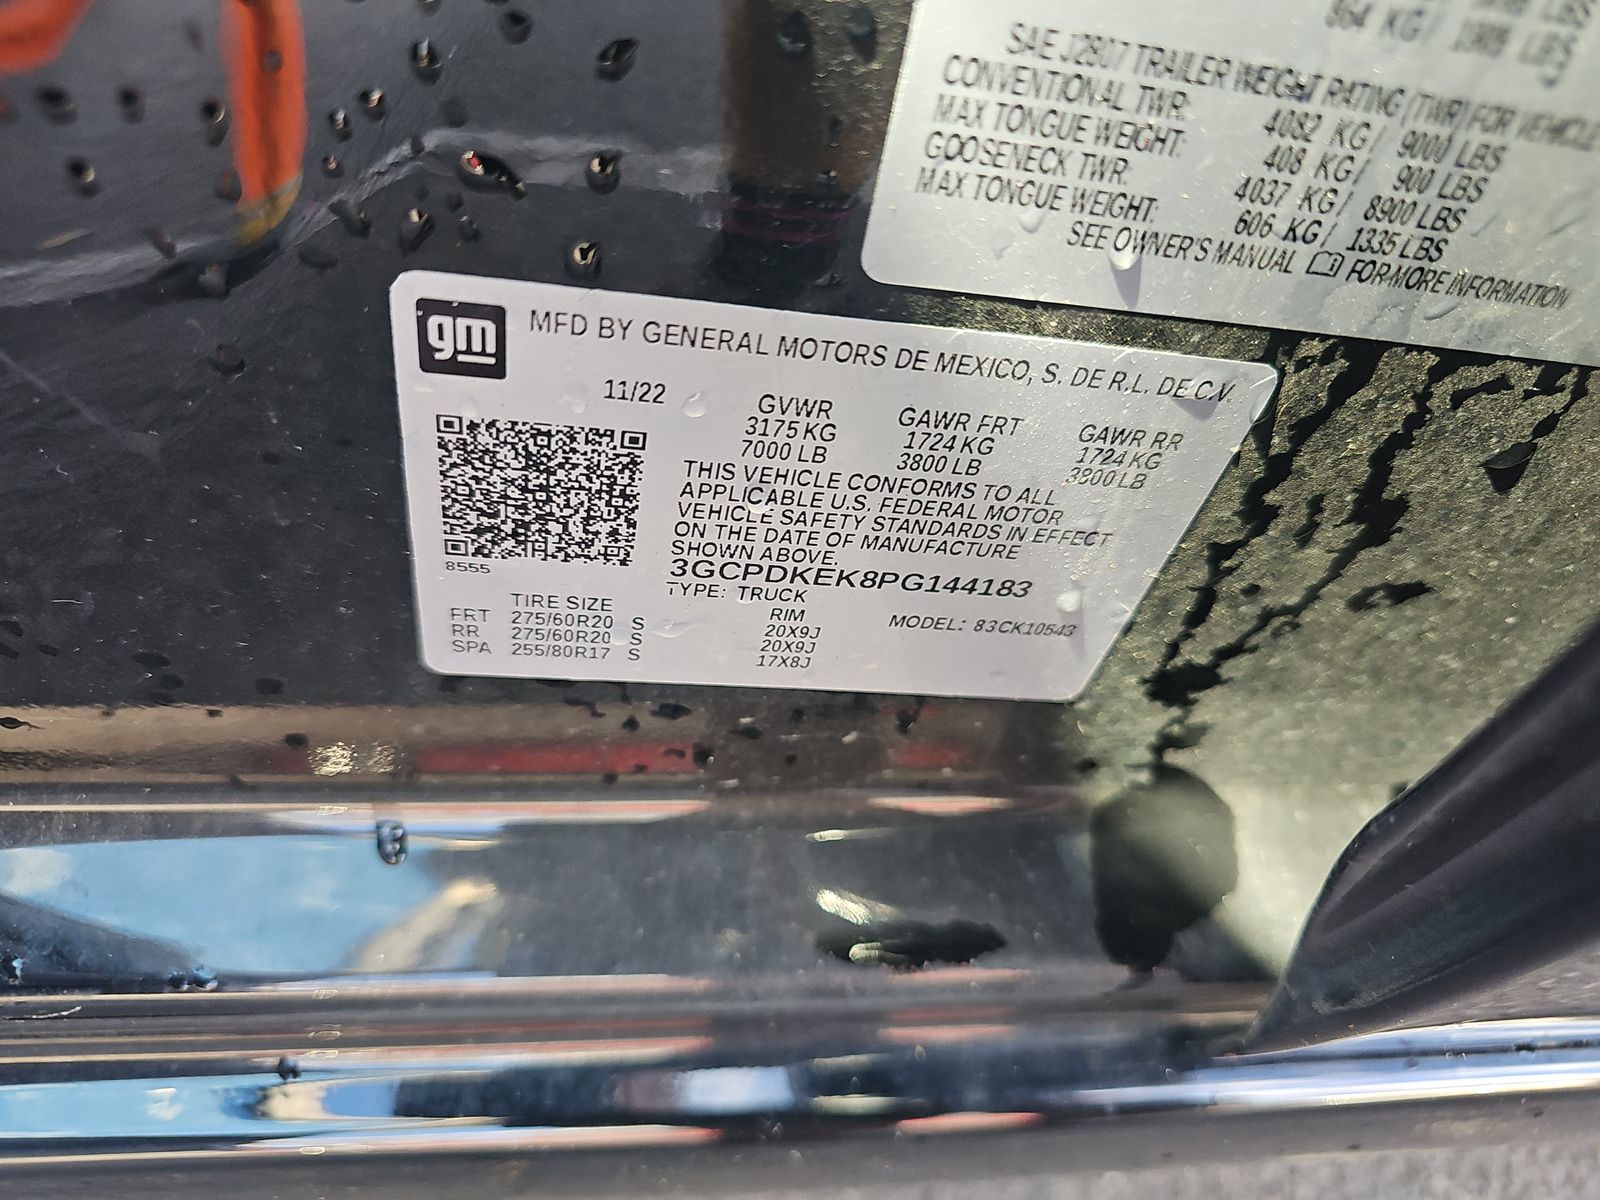 864 KG/ 1905 LBS
SAE J2807 TRAILER WEIGHT RATING (TWR) FOR VEHICLE
CONVENTIONAL TWR: 4082 KG/ 9000 LBS
MAX TONGUE WEIGHT: 408 KG/ 900 LBS
GOOSENECK TWR: 4037 KG/ 8900 LBS
MAX TONGUE WEIGHT: 606 KG/ 1335 LBS
SEE OWNER'S MANUAL FOR MORE INFORMATION
gm
MFD BY GENERAL MOTORS DE MEXICO, S. DE R.L. DE C.V.
11/22
GVWR GAWR FRT GAWR RR
3175 KG 1724 KG 1724 KG
7000 LB 3800 LB 3800 LB
THIS VEHICLE CONFORMS TO ALL
APPLICABLE U.S. FEDERAL MOTOR
VEHICLE SAFETY STANDARDS IN EFFECT
ON THE DATE OF MANUFACTURE
SHOWN ABOVE.
8555
3GCPDKEK8PG144183
TYPE: TRUCK
MODEL: 83CK10543
TIRE SIZE RIM
FRT 275/60R20 S 20X9J
RR 275/60R20 S 20X9J
SPA 255/80R17 S 17X8J